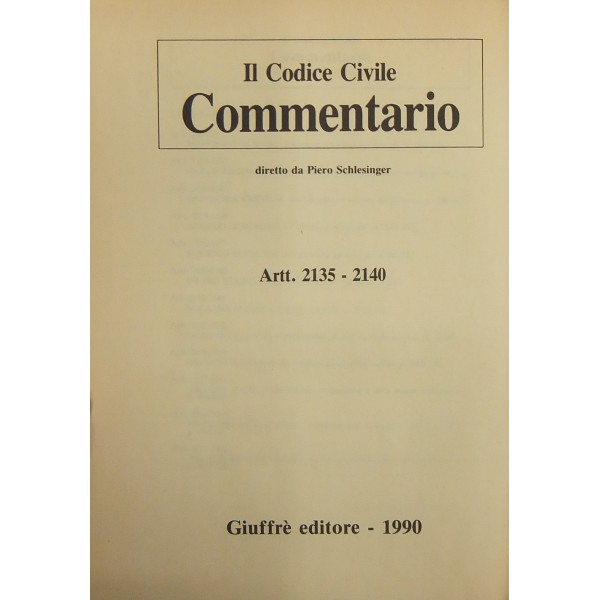 Il Codice Civile
Commentario
diretto da Piero Schlesinger
Artt. 2135 - 2140
Giuffrè editore - 1990